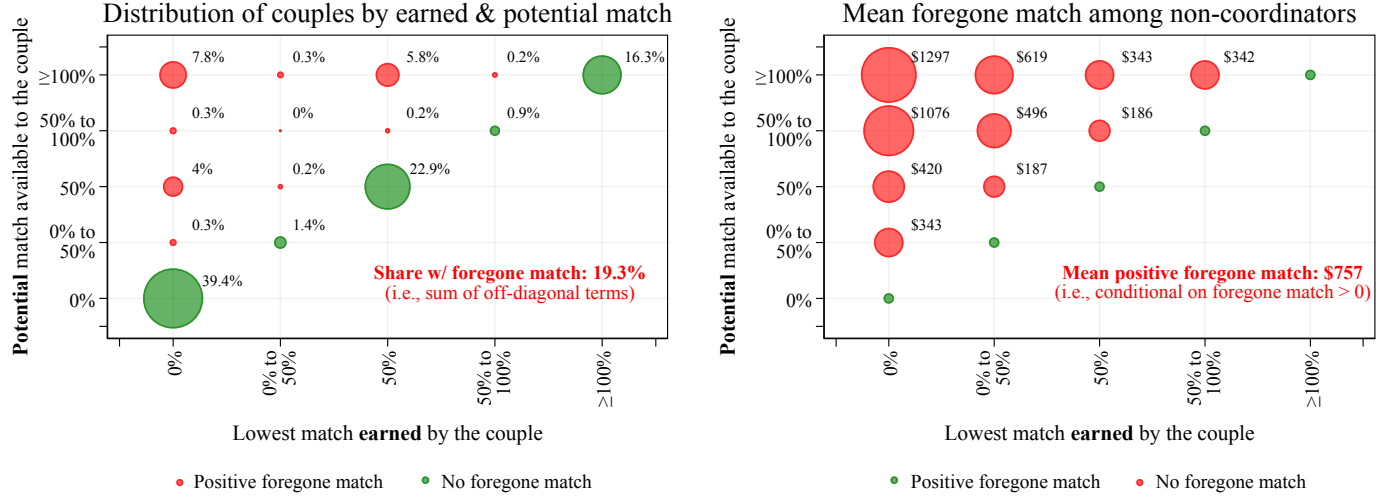 Distribution of couples by earned & potential match
Potential match available to the couple
≥100%
50% to
100%
50%
0% to
50%
0%
7.8%
0.3%
5.8%
0.2%
16.3%
0.3%
0%
0.2%
0.9%
4%
0.2%
22.9%
0.3%
1.4%
39.4%
Share w/ foregone match: 19.3%
(i.e., sum of off-diagonal terms)
0%
0% to
50%
50%
50% to
100%
≥100%
Lowest match earned by the couple
Positive foregone match
No foregone match
Mean foregone match among non-coordinators
Potential match available to the couple
≥100%
50% to
100%
50%
0% to
50%
0%
$1297
$619
$343
$342
$1076
$496
$186
$420
$187
$343
Mean positive foregone match: $757
(i.e., conditional on foregone match > 0)
0%
0% to
50%
50%
50% to
100%
≥100%
Lowest match earned by the couple
Positive foregone match
No foregone match